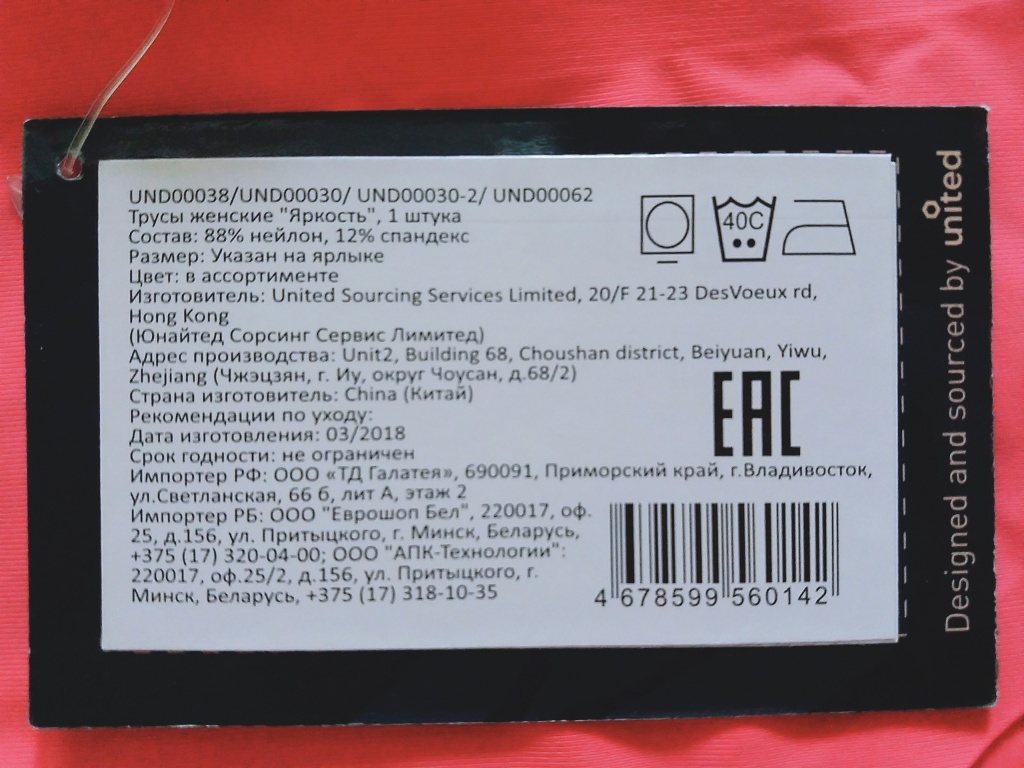 UND00038/UND00030/ UND00030-2/ UND00062
Трусы женские "Яркость", 1 штука
Состав: 88% нейлон, 12% спандекс
Размер: Указан на ярлыке
Цвет: в ассортименте
Изготовитель: United Sourcing Services Limited, 20/F 21-23 DesVoeux rd,
Hong Kong
(Юнайтед Сорсинг Сервис Лимитед)
Адрес производства: Unit2, Building 68, Choushan district, Beiyuan, Yiwu,
Zhejiang (Чжэцзян, г. Иу, округ Чоусан, д.68/2)
Страна изготовитель: China (Китай)
Рекомендации по уходу:
Дата изготовления: 03/2018
Срок годности: не ограничен
Импортер РФ: ООО «ТД Галатея», 690091, Приморский край, г.Владивосток,
ул.Светланская, 66 б, лит А, этаж 2
Импортер РБ: ООО "Еврошоп Бел", 220017, оф.
25, д.156, ул. Притыцкого, г. Минск, Беларусь,
+375 (17) 320-04-00; ООО "АПК-Технологии":
220017, оф.25/2, д.156, ул. Притыцкого, г.
Минск, Беларусь, +375 (17) 318-10-35
40C
EAC
4 678599 560142
Designed and sourced by united